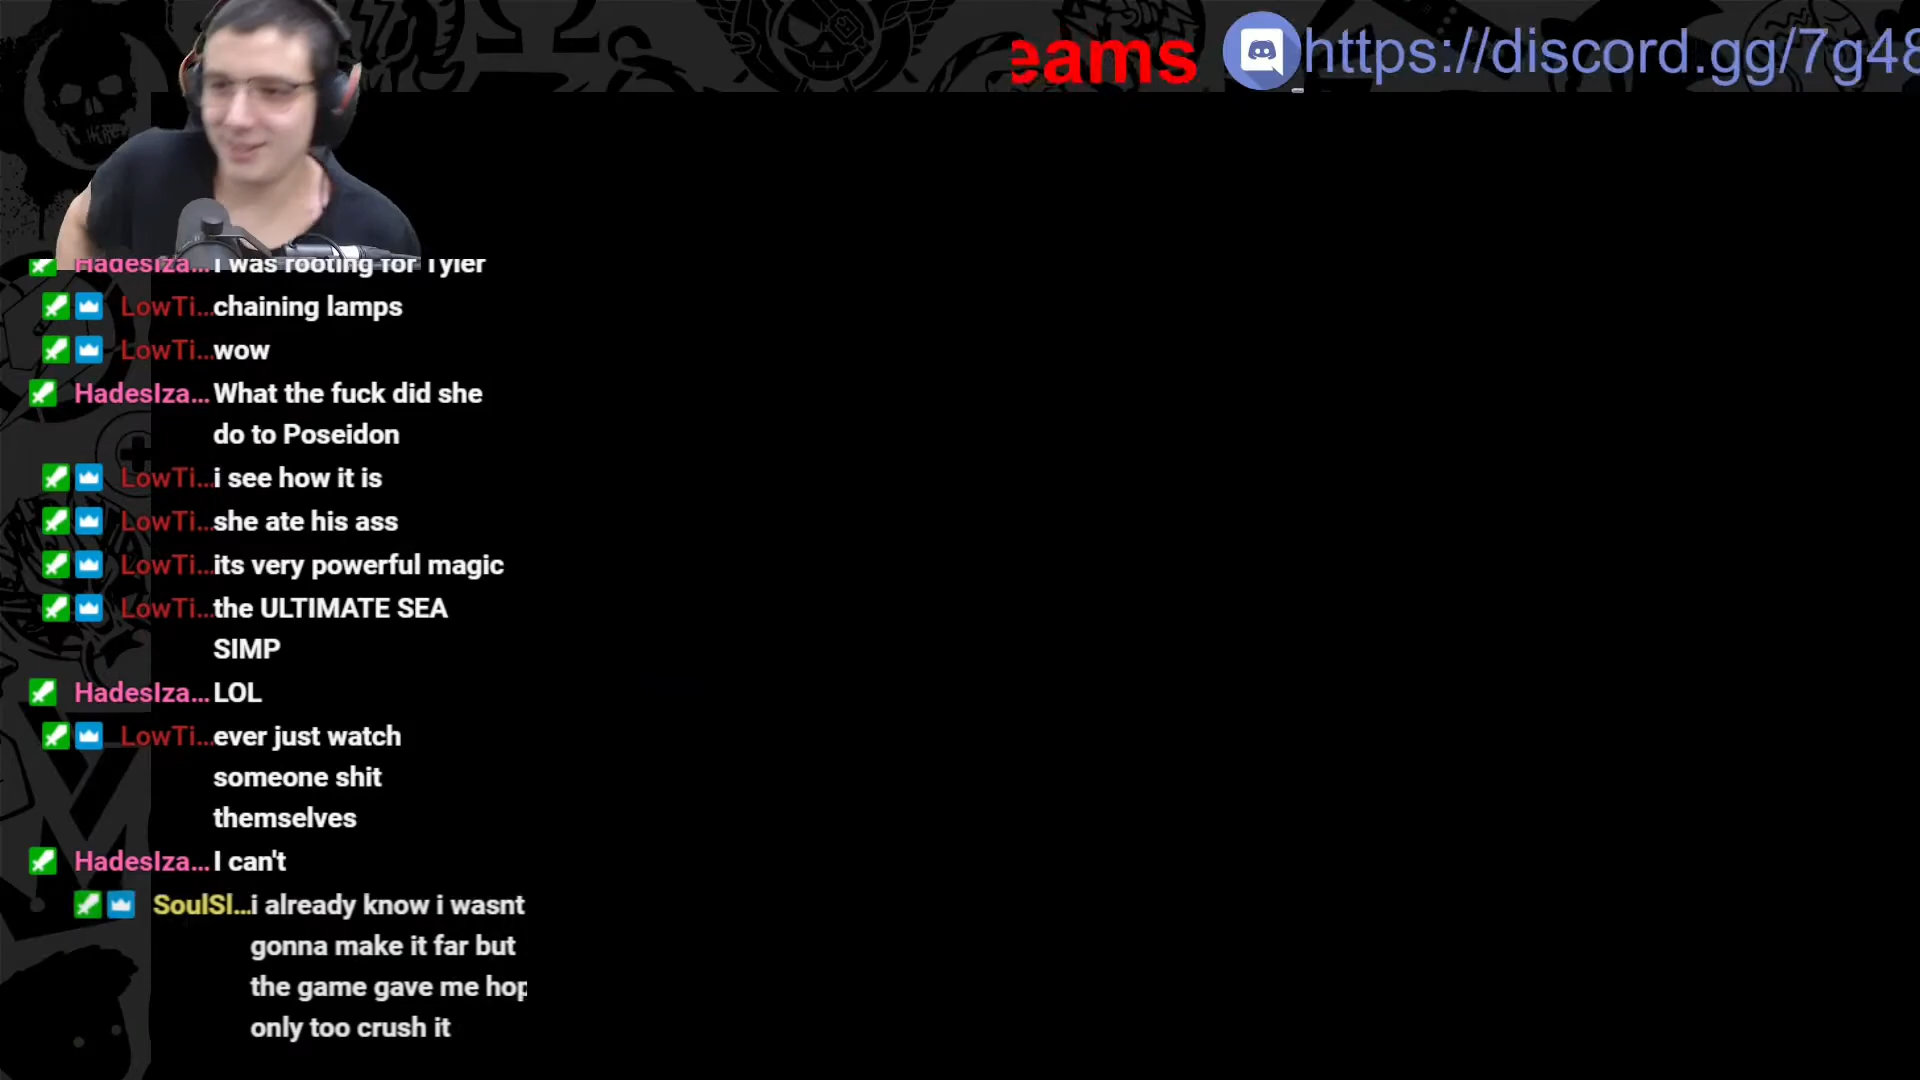 eams https://discord.gg/7g48
HadesIza... I was rooting for Tyler
LowTi... chaining lamps
LowTi... wow
HadesIza... What the fuck did she
do to Poseidon
LowTi... i see how it is
LowTi... she ate his ass
LowTi... its very powerful magic
LowTi... the ULTIMATE SEA
SIMP
HadesIza... LOL
LowTi... ever just watch
someone shit
themselves
HadesIza... I can't
SoulSl... i already know i wasnt
gonna make it far but
the game gave me hop
only too crush it